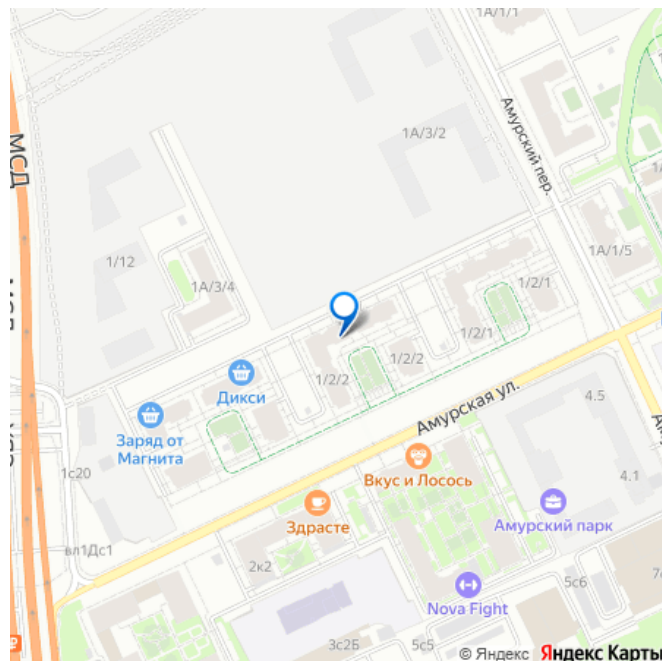 1А/1/1
1А
МСД
1А/3/2
Амурский пер.
1/12
1А/3/4
1А/1/5
1/2/1
1/2/1
1/2/2
1/2/2
Дикси
Заряд от
Магнита
Амурская ул.
4.5
1с20
Вкус и Лосось
4.1
Здрасте
Амурский парк
вл1Дс1
2к2
5с6
Nova Fight
3с2Б
5с5
© Яндекс Яндекс Карты